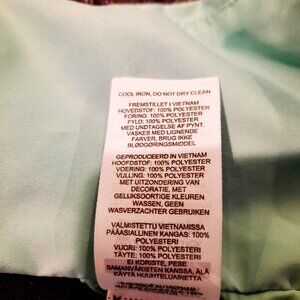 COOL IRON, DO NOT DRY CLEAN
FREMSTILLET I VIETNAM
HOVEDSTOF: 100% POLYESTER
FORING: 100% POLYESTER
FYLD: 100% POLYESTER
MED UNDTAGELSE AF PYNT.
VASKES MED LIGNENDE
FARVER, BRUG IKKE
BLØDGØRINGSMIDDEL
GEPRODUCEERD IN VIETNAM
HOOFDSTOF: 100% POLYESTER
VOERING: 100% POLYESTER
VULLING: 100% POLYESTER
MET UITZONDERING VAN
DECORATIE, MET
GELIJKSOORTIGE KLEUREN
WASSEN, GEEN
WASVERZACHTER GEBRUIKEN
VALMISTETTU VIETNAMISSA
PÄÄASIALLINEN KANGAS: 100%
POLYESTERI
VUORI: 100% POLYESTERI
TÄYTE: 100% POLYESTERI
EI KORISTE, PESE
SAMANVÄRISTEN KANSSA, ÄLÄ
KÄYTÄ HUUHTELUAINETTA